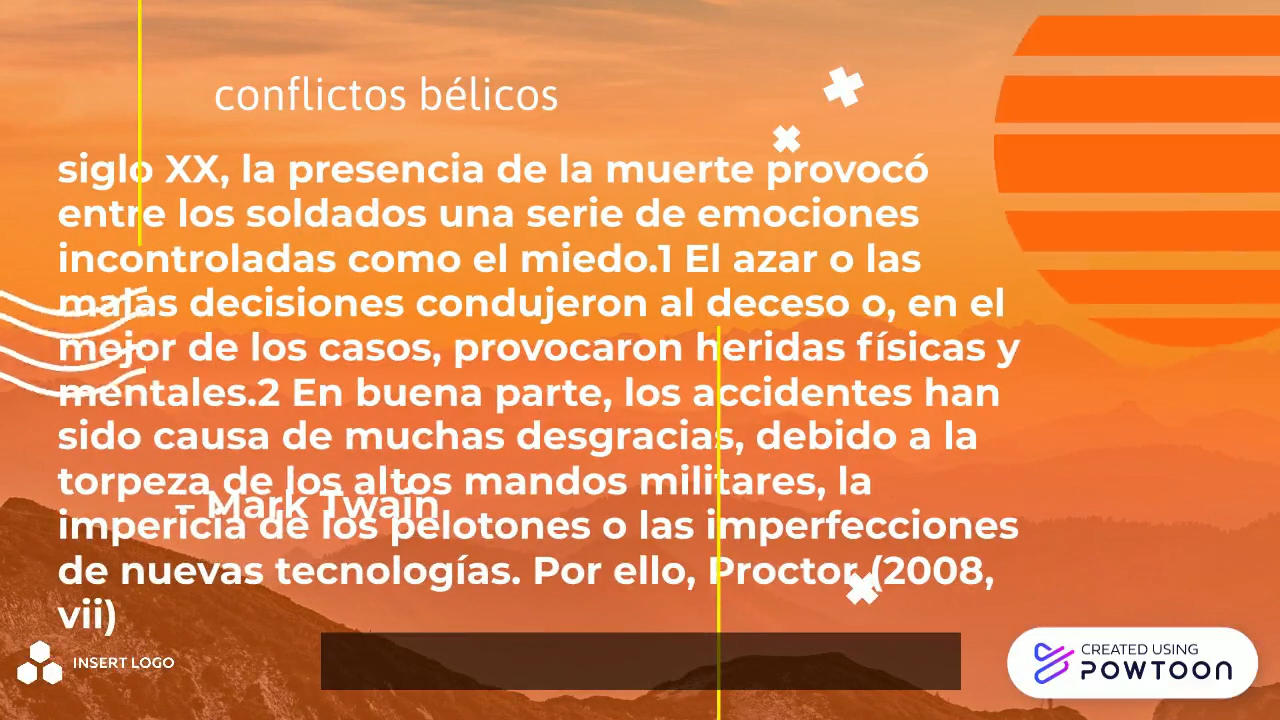 conflictos bélicos
siglo XX, la presencia de la muerte provocó
entre los soldados una serie de emociones
incontroladas como el miedo.1 El azar o las
malas decisiones condujeron al deceso o, en el
mejor de los casos, provocaron heridas físicas y
mentales.2 En buena parte, los accidentes han
sido causa de muchas desgracias, debido a la
torpeza de los altos mandos militares, la
- Mark Twain
impericia de los pelotones o las imperfecciones
de nuevas tecnologías. Por ello, Proctor (2008,
vii)
INSERT LOGO
CREATED USING
POWTOON